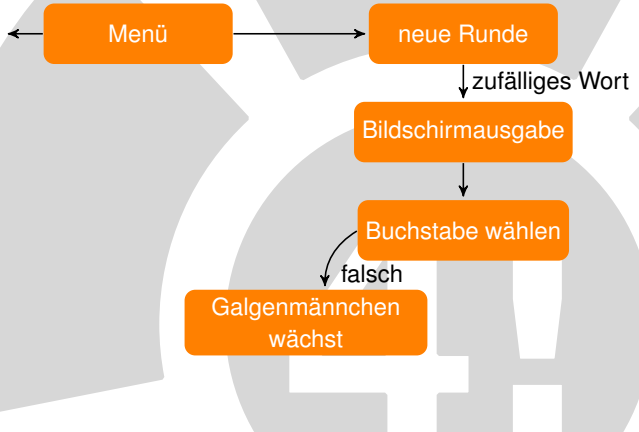 Menü
neue Runde
zufälliges Wort
Bildschirmausgabe
Buchstabe wählen
falsch
Galgenmännchen
wächst